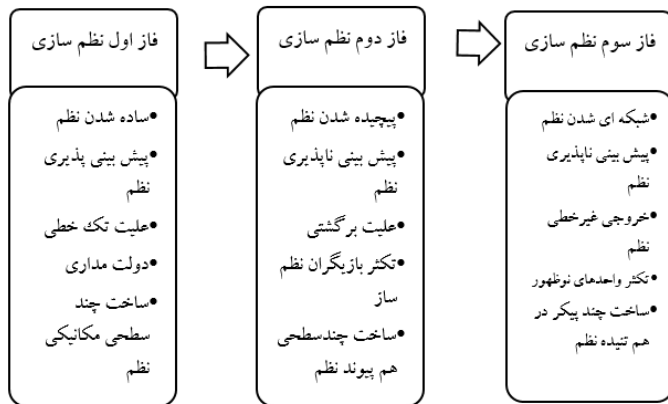 فاز اول نظم سازی
•ساده شدن نظم
•پیش بینی پذیری
نظم
•علیت تک خطی
•دولت مداری
•ساخت چند
سطحی مکانیکی
نظم
فاز دوم نظم سازی
•پیچیده شدن نظم
•پیش بینی ناپذیری
نظم
•علیت برگشتی
•تکثر بازیگران نظم
ساز
•ساخت چندسطحی
هم پیوند نظم
فاز سوم نظم سازی
•شبکه ای شدن نظم
•پیش بینی ناپذیری
نظم
•خروجی غیرخطی
نظم
•تکثر واحدهای نوظهور
•ساخت چند پیکر در
هم تنیده نظم